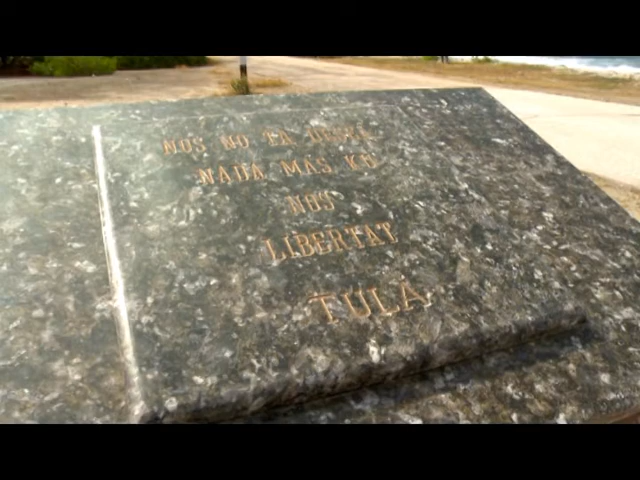 NOS NO TA DESEA
NADA MAS KU
NOS
LIBERTAT
TULA